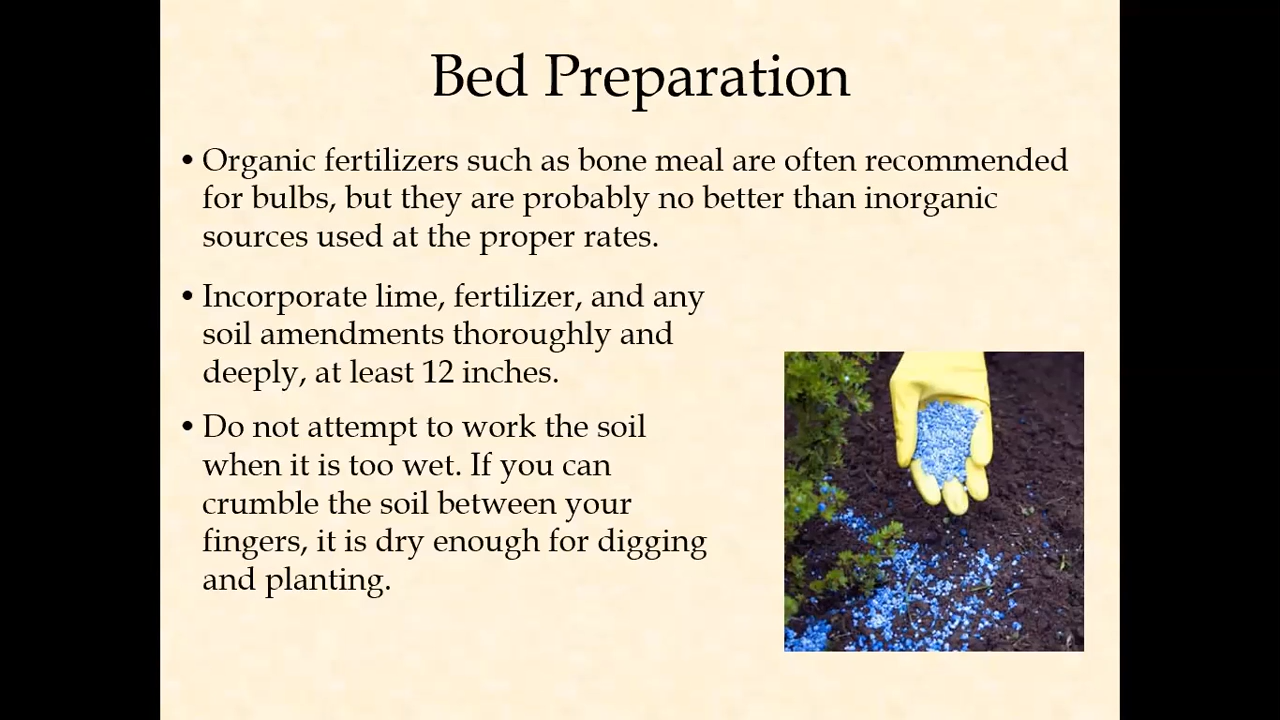 Bed Preparation
• Organic fertilizers such as bone meal are often recommended
for bulbs, but they are probably no better than inorganic
sources used at the proper rates.
• Incorporate lime, fertilizer, and any
soil amendments thoroughly and
deeply, at least 12 inches.
• Do not attempt to work the soil
when it is too wet. If you can
crumble the soil between your
fingers, it is dry enough for digging
and planting.